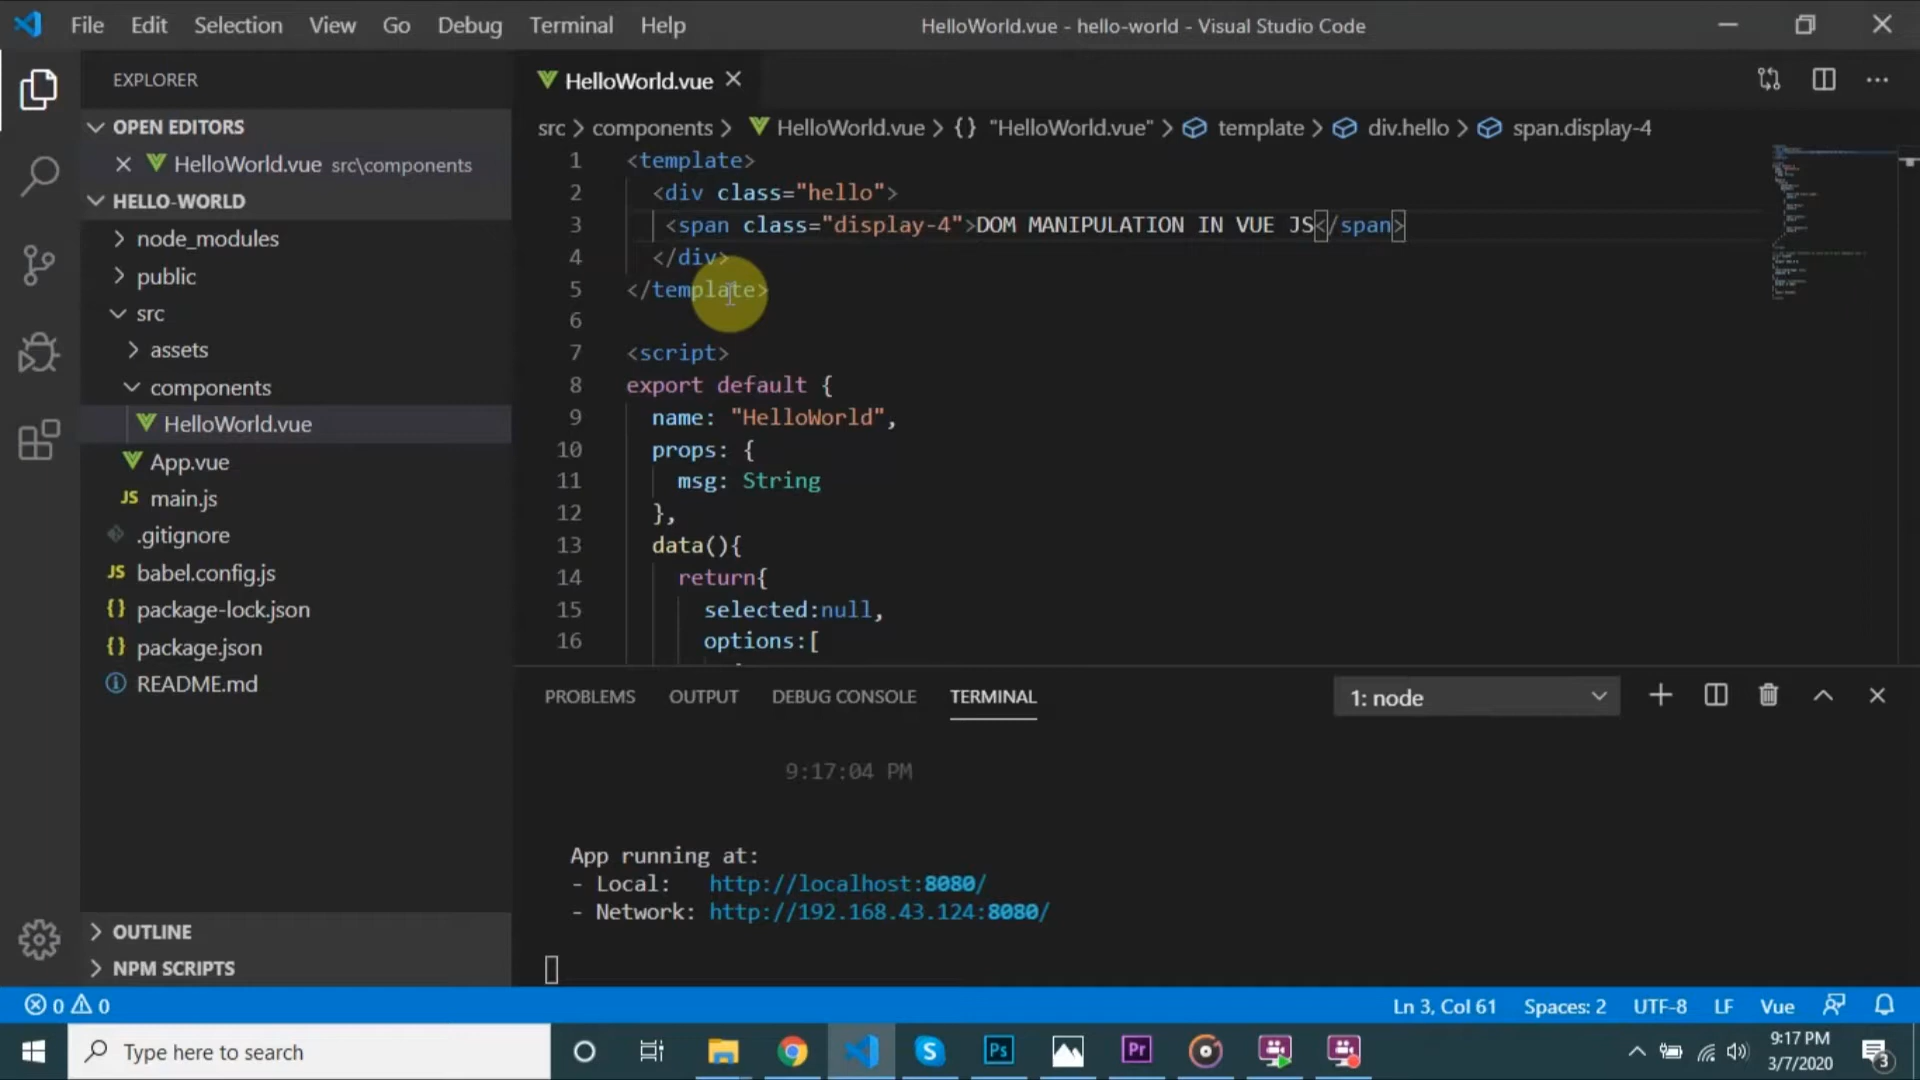 File Edit Selection View Go Debug Terminal Help HelloWorld.vue - hello-world - Visual Studio Code
EXPLORER
OPEN EDITORS
HelloWorld.vue src\components
HELLO-WORLD
node_modules
public
src
assets
components
HelloWorld.vue
App.vue
JS main.js
.gitignore
JS babel.config.js
{} package-lock.json
{} package.json
README.md
OUTLINE
NPM SCRIPTS
HelloWorld.vue
src > components > HelloWorld.vue > {} "HelloWorld.vue" > template > div.hello > span.display-4
1 <template>
2 <div class="hello">
3 <span class="display-4">DOM MANIPULATION IN VUE JS</span>
4 </div>
5 </template>
6
7 <script>
8 export default {
9 name: "HelloWorld",
10 props: {
11 msg: String
12 },
13 data(){
14 return{
15 selected:null,
16 options:[
PROBLEMS OUTPUT DEBUG CONSOLE TERMINAL 1: node
9:17:04 PM
App running at:
- Local: http://localhost:8080/
- Network: http://192.168.43.124:8080/
0 0 Ln 3, Col 61 Spaces: 2 UTF-8 LF Vue
Type here to search Ps Pr 9:17 PM
3/7/2020 3